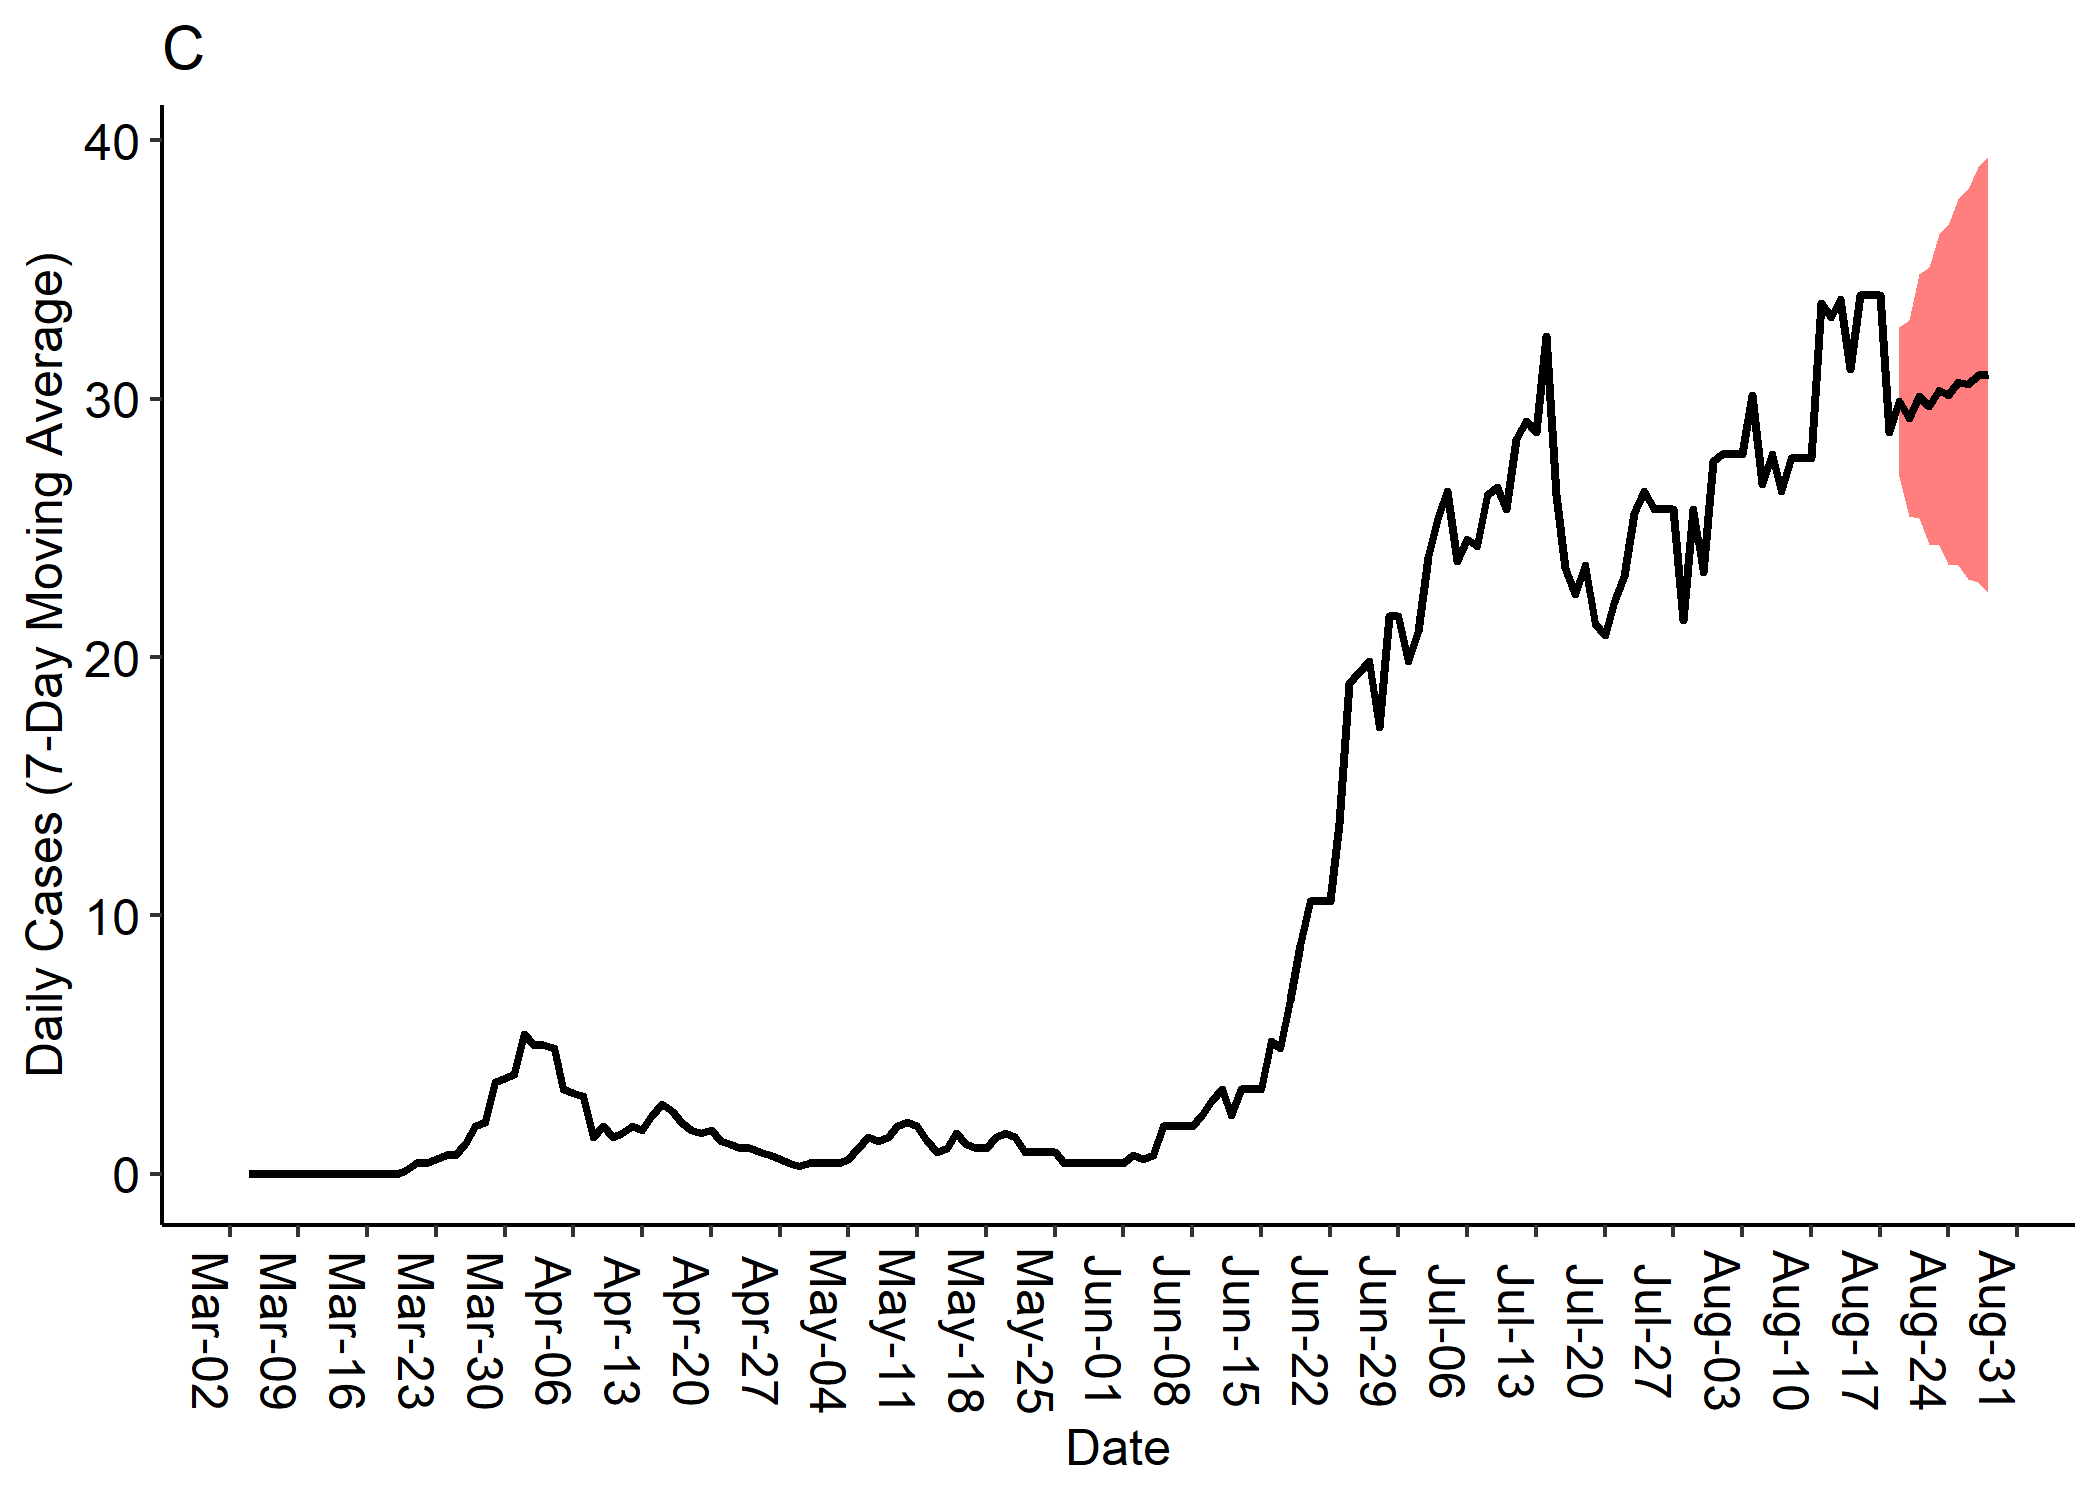 C
Daily Cases (7-Day Moving Average)
40
30
20
10
0
Mar-02
Mar-09
Mar-16
Mar-23
Mar-30
Apr-06
Apr-13
Apr-20
Apr-27
May-04
May-11
May-18
May-25
Jun-01
Jun-08
Jun-15
Jun-22
Jun-29
Jul-06
Jul-13
Jul-20
Jul-27
Aug-03
Aug-10
Aug-17
Aug-24
Aug-31
Date